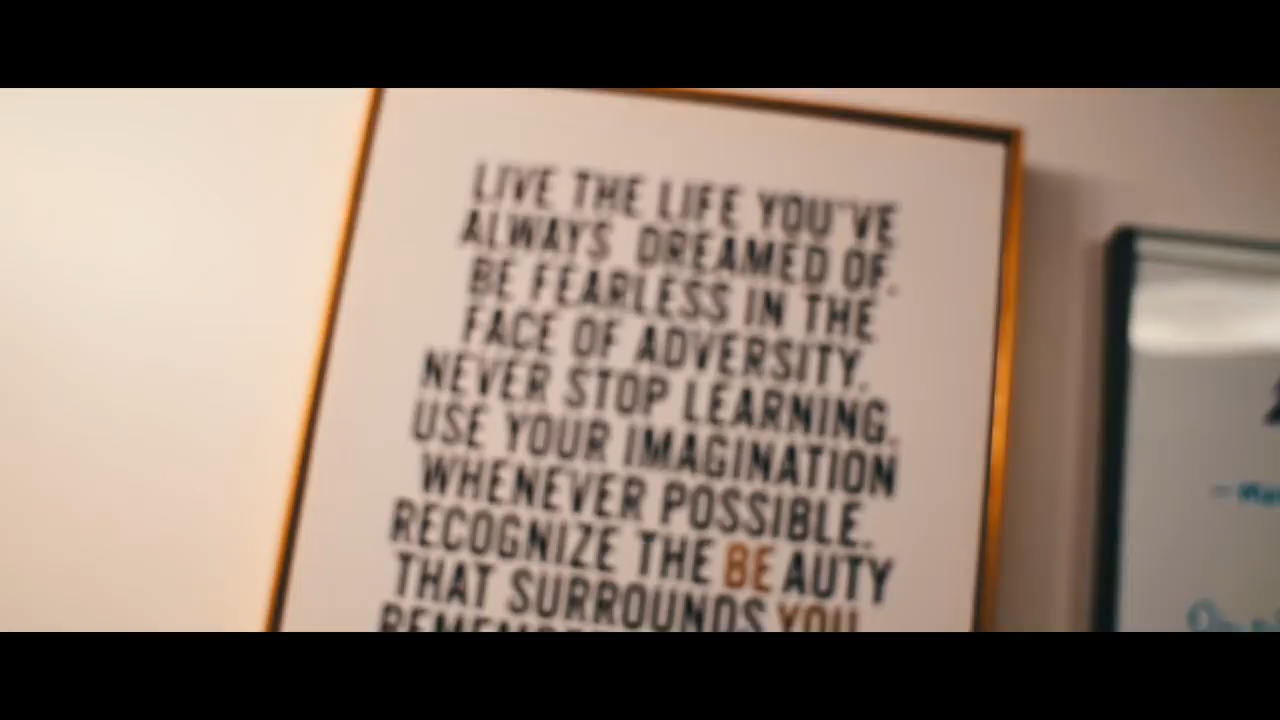 LIVE THE LIFE YOU'VE
ALWAYS DREAMED OF.
BE FEARLESS IN THE
FACE OF ADVERSITY.
NEVER STOP LEARNING.
USE YOUR IMAGINATION
WHENEVER POSSIBLE.
RECOGNIZE THE BEAUTY
THAT SURROUNDS YOU